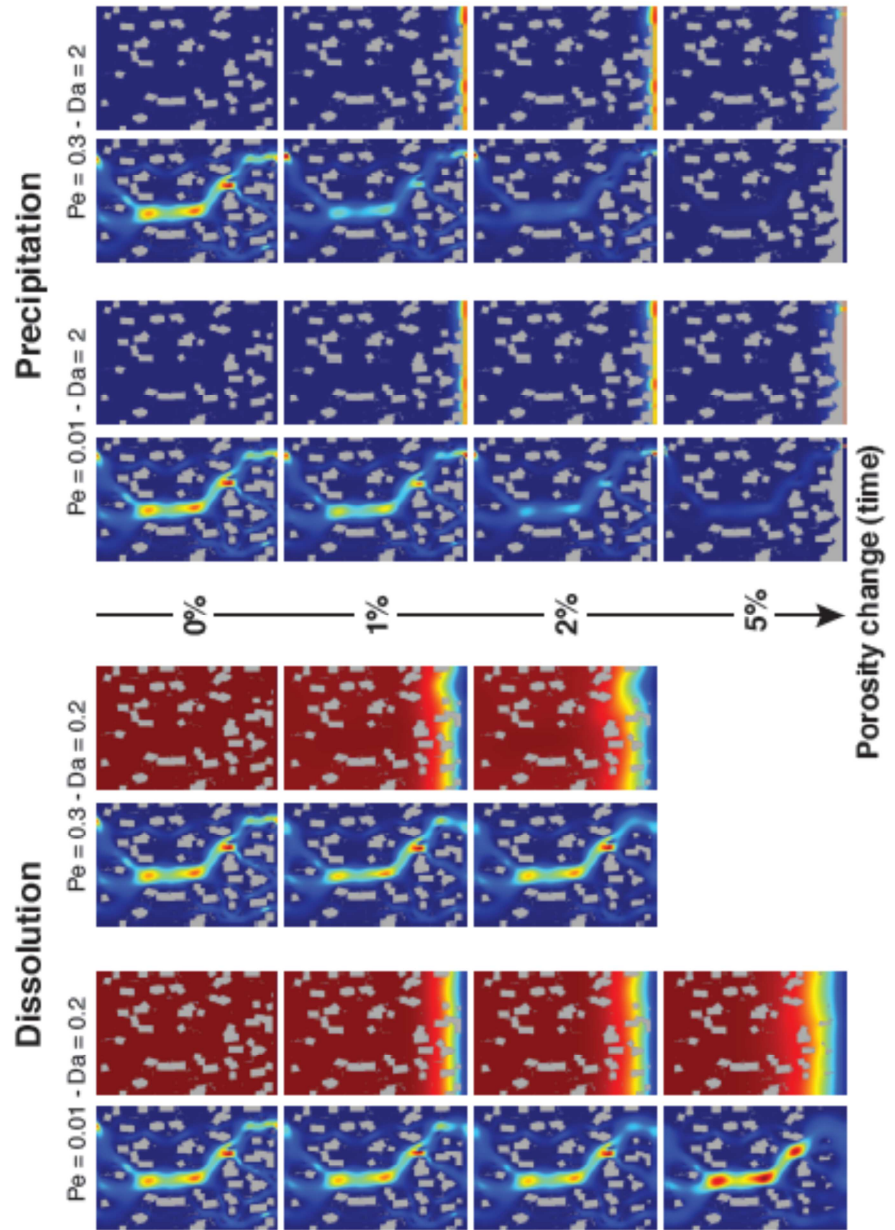 Dissolution
Precipitation
Pe = 0.01 - Da = 0.2
Pe = 0.3 - Da = 0.2
Pe = 0.01 - Da = 2
Pe = 0.3 - Da = 2
0%
1%
2%
5%
Porosity change (time)